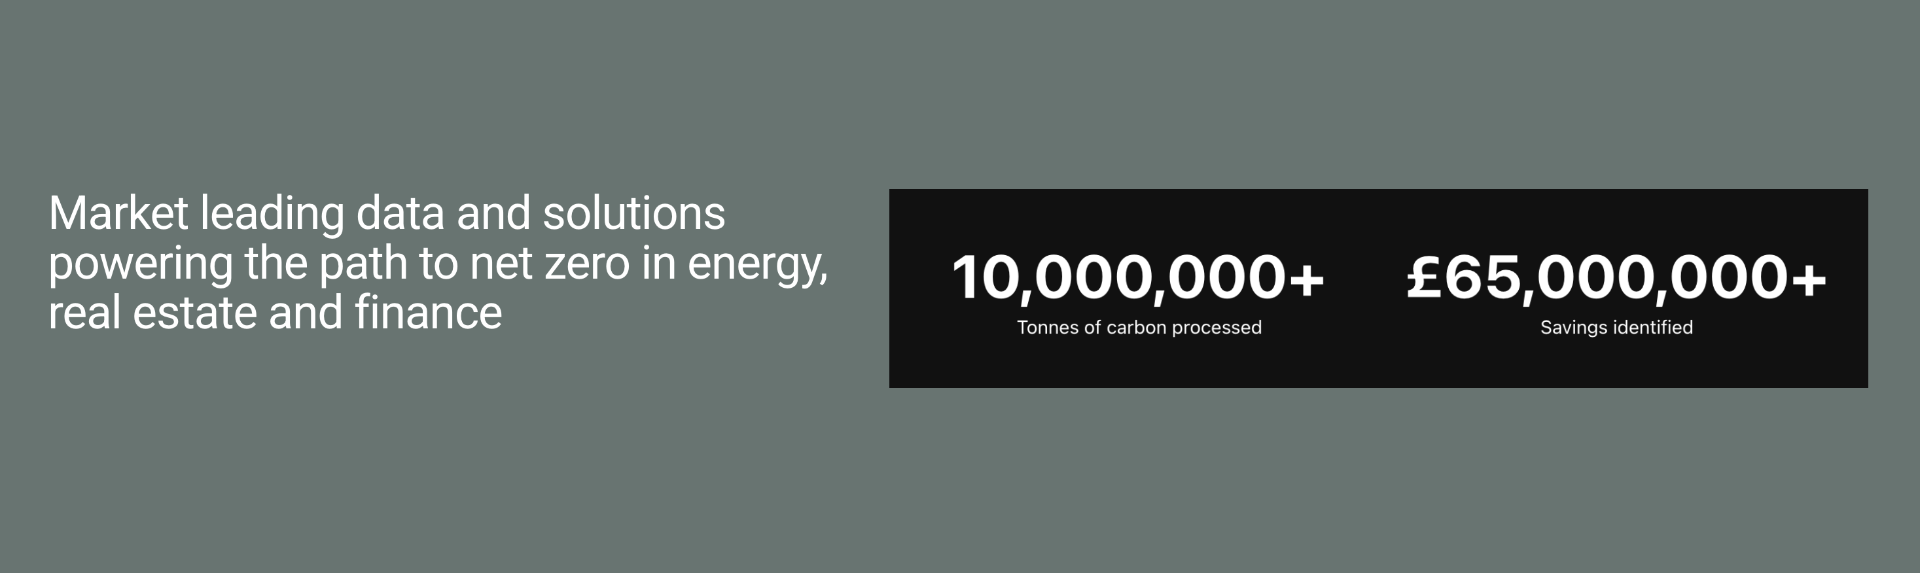 Market leading data and solutions
powering the path to net zero in energy,
real estate and finance
10,000,000+
Tonnes of carbon processed
£65,000,000+
Savings identified